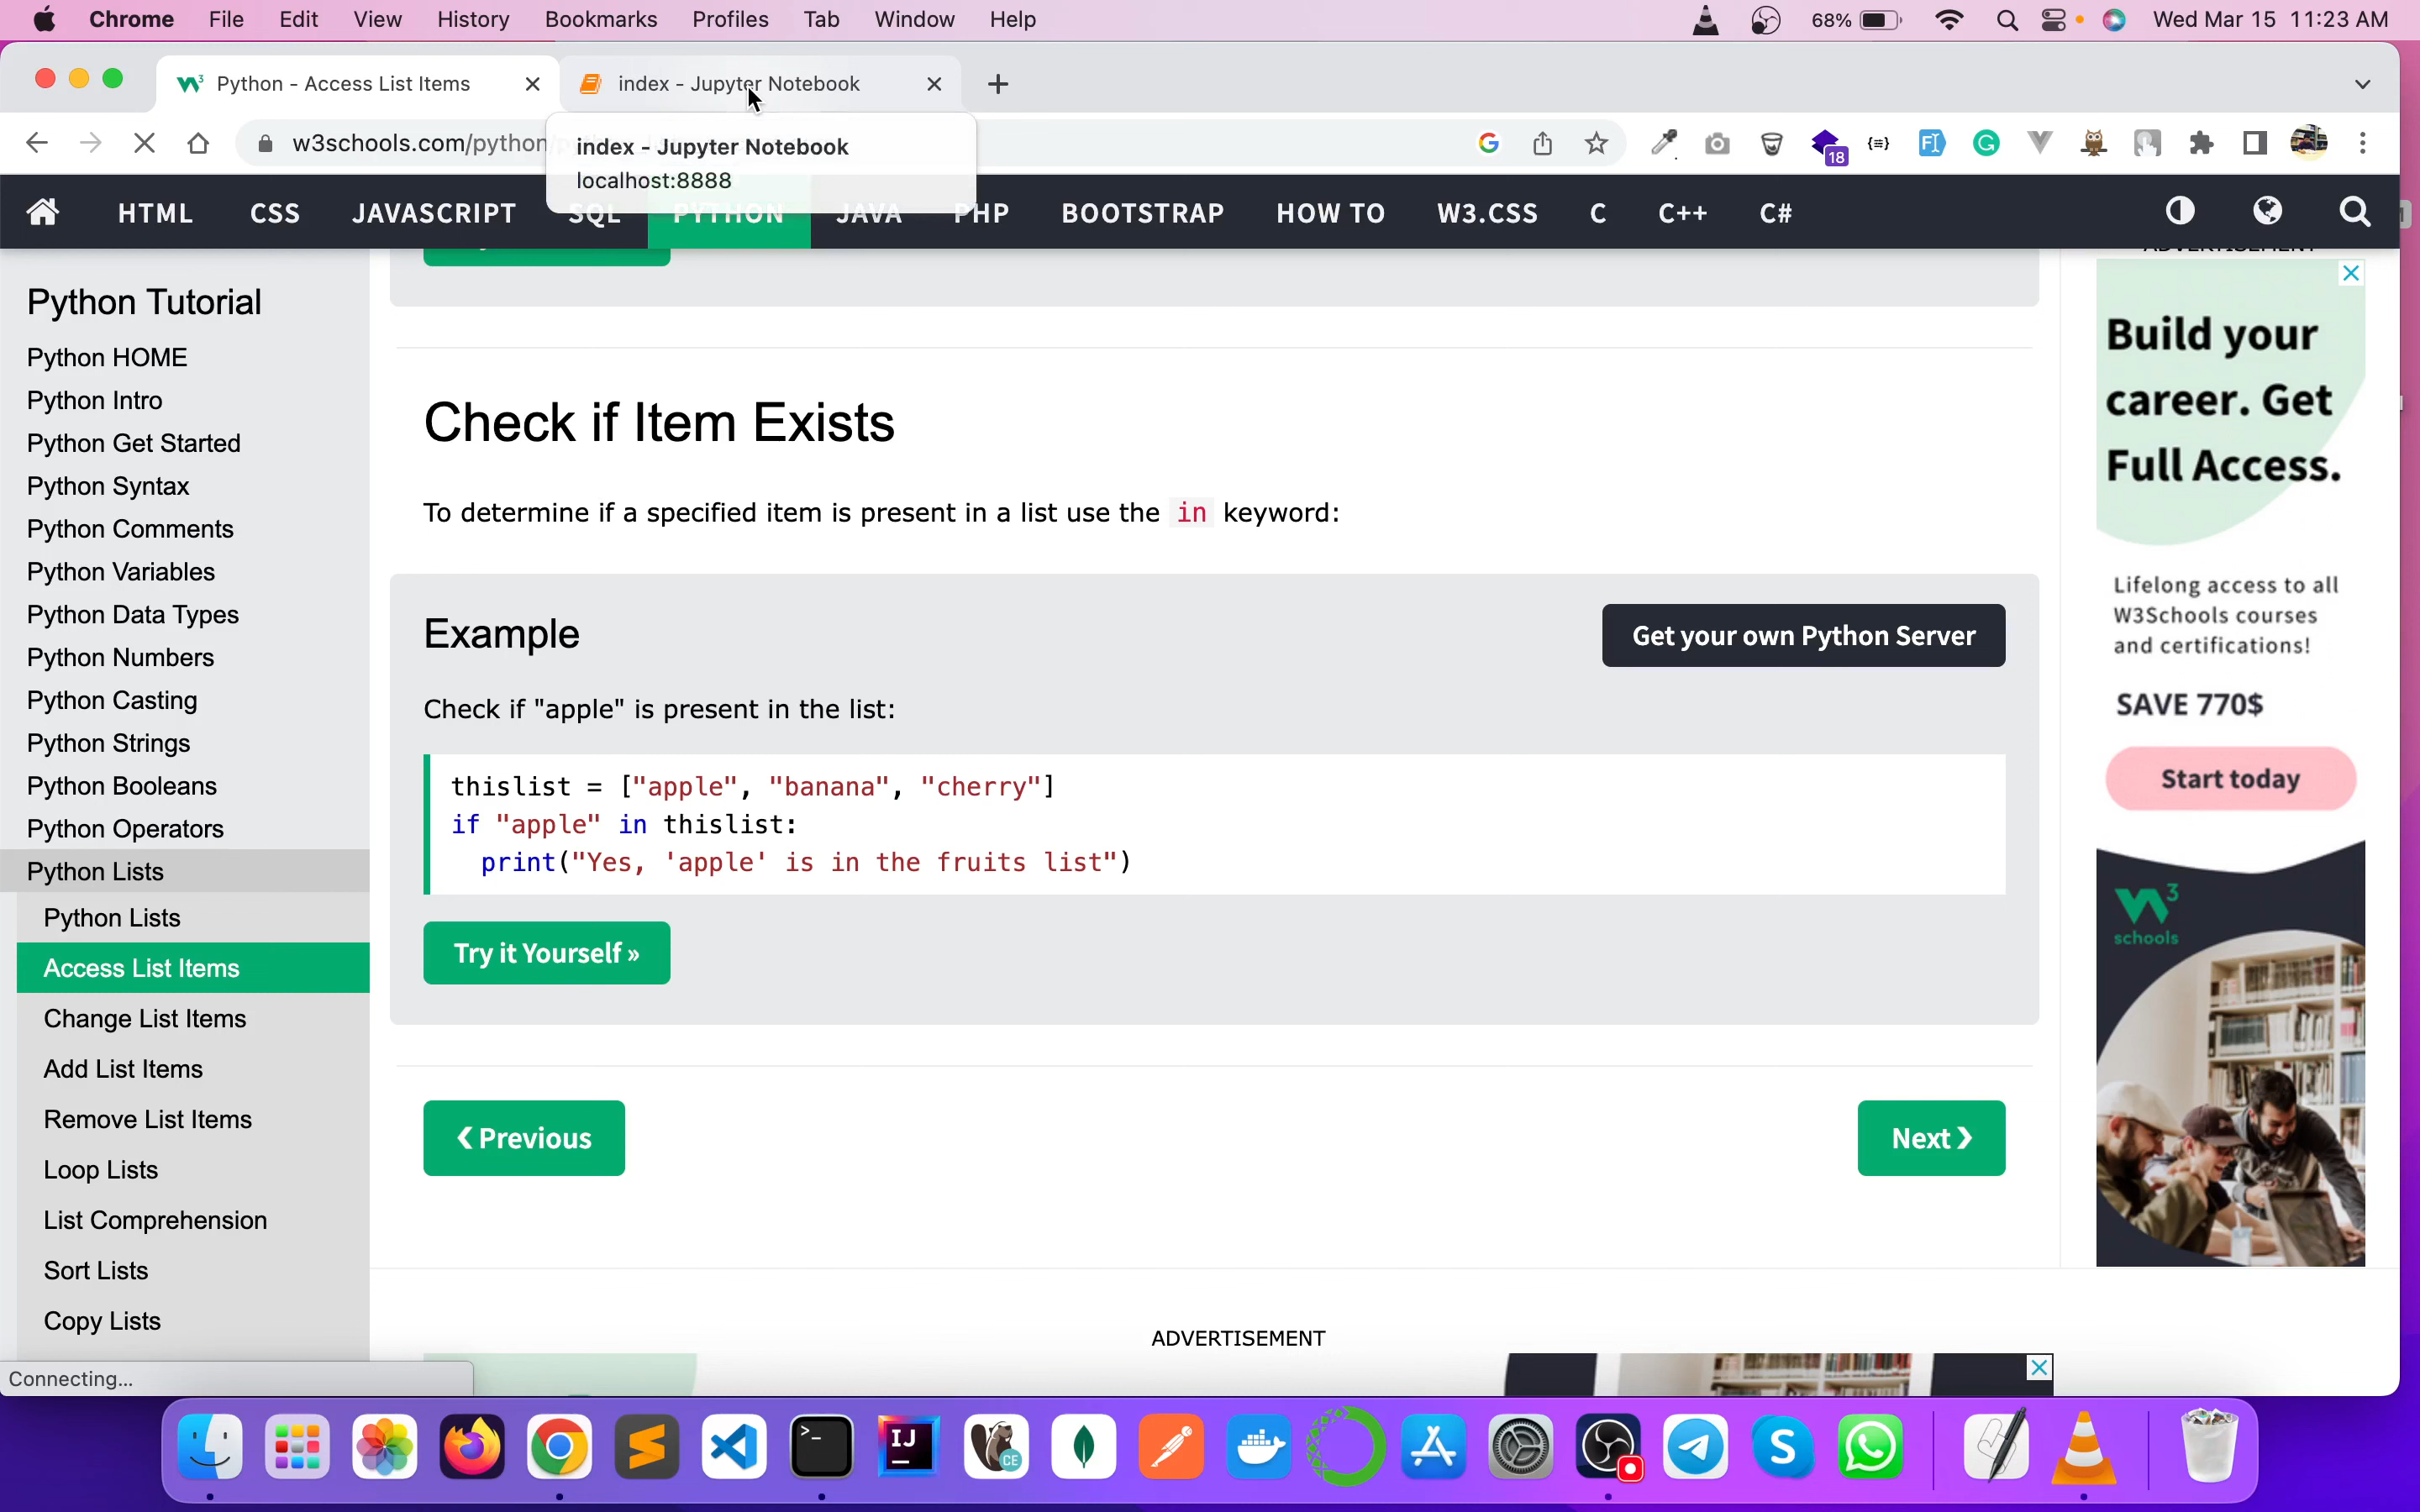 Chrome File Edit View History Bookmarks Profiles Tab Window Help 68% Wed Mar 15 11:23 AM
Python - Access List Items index - Jupyter Notebook
w3schools.com/python 18
index - Jupyter Notebook
localhost:8888
HTML CSS JAVASCRIPT SQL PYTHON JAVA PHP BOOTSTRAP HOW TO W3.CSS C C++ C#
Python Tutorial
Python HOME
Python Intro
Python Get Started
Python Syntax
Python Comments
Python Variables
Python Data Types
Python Numbers
Python Casting
Python Strings
Python Booleans
Python Operators
Python Lists
Python Lists
Access List Items
Change List Items
Add List Items
Remove List Items
Loop Lists
List Comprehension
Sort Lists
Copy Lists
Connecting...
Check if Item Exists
To determine if a specified item is present in a list use the in keyword:
Example
Get your own Python Server
Check if "apple" is present in the list:
thislist = ["apple", "banana", "cherry"]
if "apple" in thislist:
print("Yes, 'apple' is in the fruits list")
Try it Yourself »
❮ Previous
Next ❯
ADVERTISEMENT
ADVERTISEMENT
Build your
career. Get
Full Access.
Lifelong access to all
W3Schools courses
and certifications!
SAVE 770$
Start today
W3
schools
IJ
CE
S